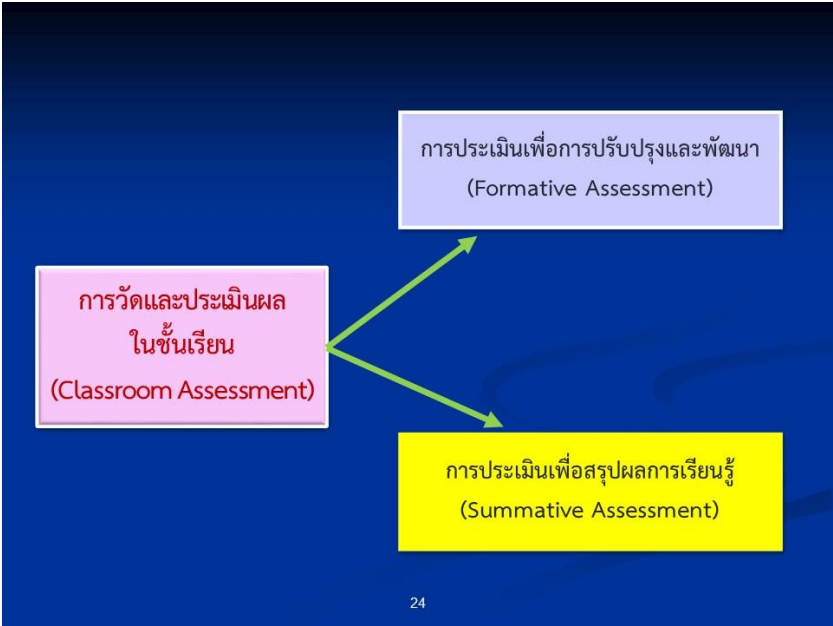 การประเมินเพื่อการปรับปรุงและพัฒนา
(Formative Assessment)
การวัดและประเมินผล
ในชั้นเรียน
(Classroom Assessment)
การประเมินเพื่อสรุปผลการเรียนรู้
(Summative Assessment)
24